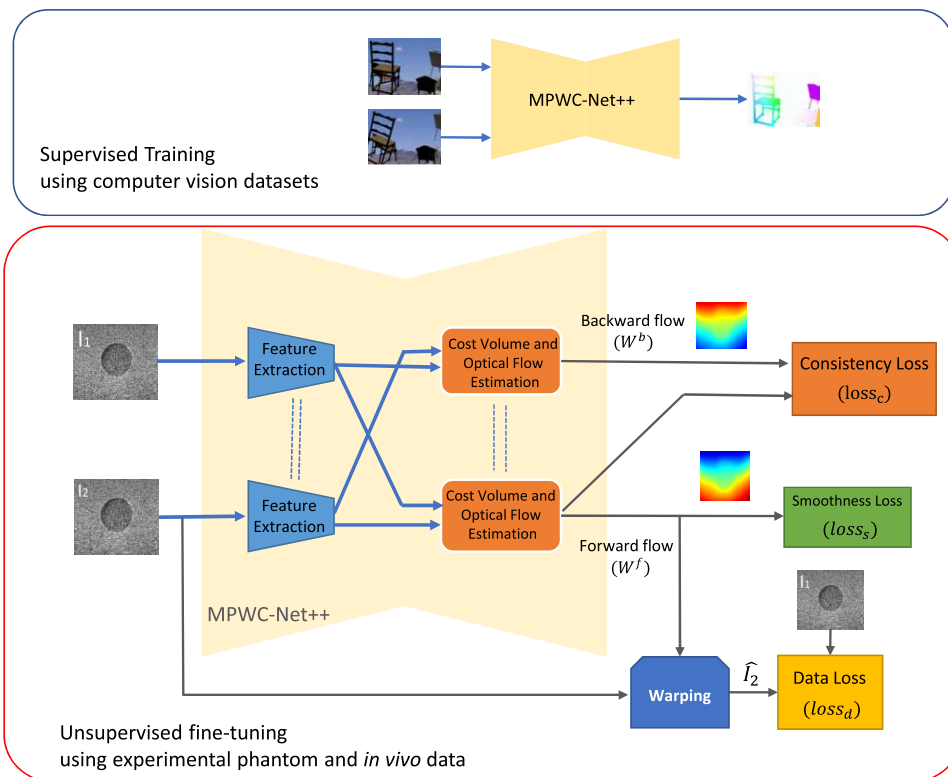 MPWC-Net++
Supervised Training
using computer vision datasets
I₁
Feature
Extraction
Cost Volume and
Optical Flow
Estimation
Backward flow
(Wᵇ)
Consistency Loss
(loss_c)
I₂
Feature
Extraction
Cost Volume and
Optical Flow
Estimation
Forward flow
(Wᶠ)
Smoothness Loss
(loss_s)
MPWC-Net++
I₁
Warping
Î₂
Data Loss
(loss_d)
Unsupervised fine-tuning
using experimental phantom and in vivo data